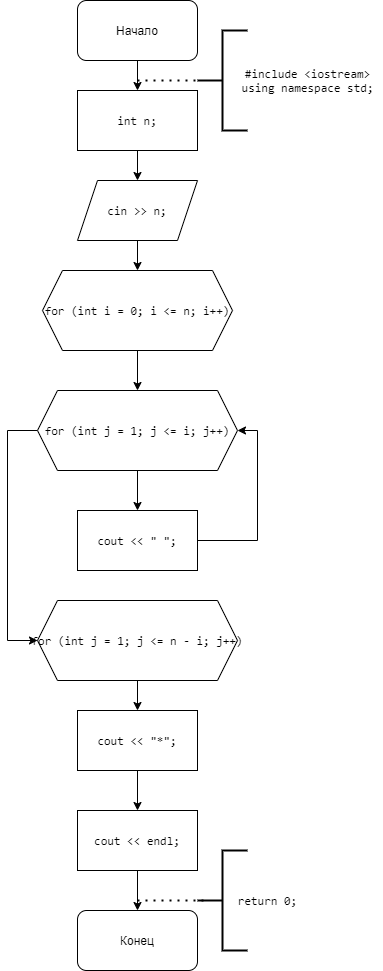 Начало
#include <iostream>
using namespace std;
int n;
cin >> n;
for (int i = 0; i <= n; i++)
for (int j = 1; j <= i; j++)
cout << " ";
for (int j = 1; j <= n - i; j++)
cout << "*";
cout << endl;
return 0;
Конец